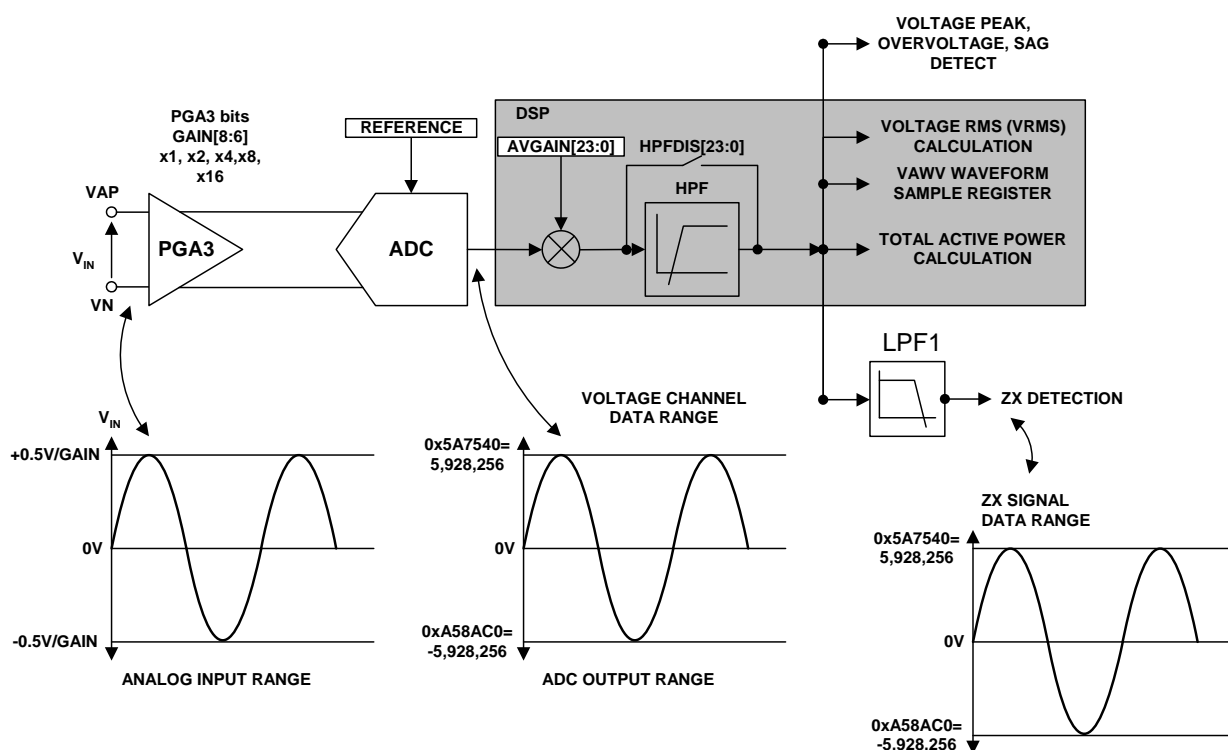 VOLTAGE PEAK,
OVERVOLTAGE, SAG
DETECT
PGA3 bits
GAIN[8:6]
x1, x2, x4,x8,
x16
REFERENCE
DSP
AVGAIN[23:0]
HPFDIS[23:0]
HPF
VOLTAGE RMS (VRMS)
CALCULATION
VAWV WAVEFORM
SAMPLE REGISTER
TOTAL ACTIVE POWER
CALCULATION
VAP
VIN
VN
PGA3
ADC
LPF1
ZX DETECTION
VOLTAGE CHANNEL
DATA RANGE
VIN
+0.5V/GAIN
0V
-0.5V/GAIN
ANALOG INPUT RANGE
0x5A7540=
5,928,256
0V
0xA58AC0=
-5,928,256
ADC OUTPUT RANGE
ZX SIGNAL
DATA RANGE
0x5A7540=
5,928,256
0V
0xA58AC0=
-5,928,256